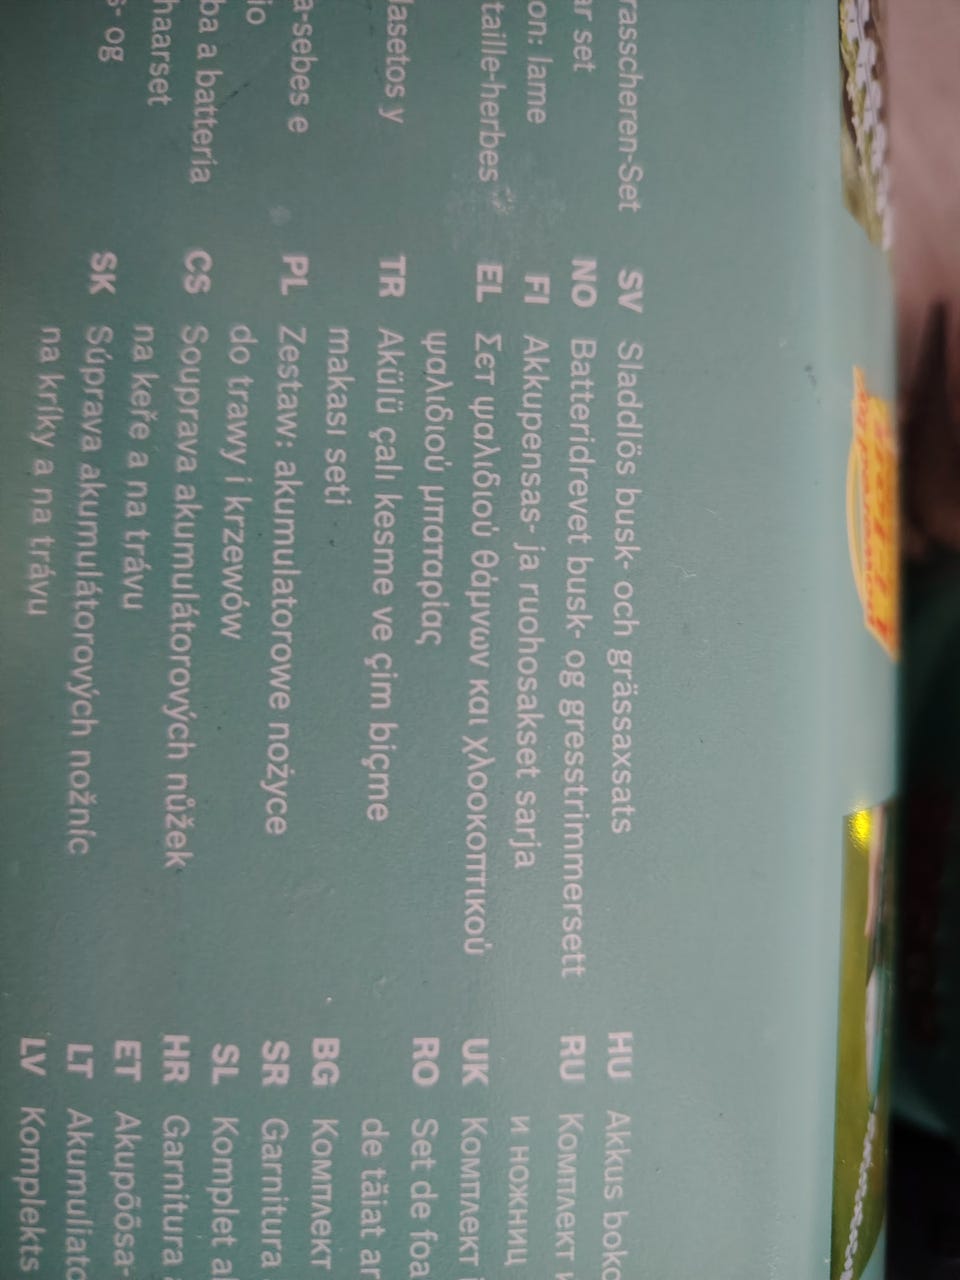 rasscheren-Set
ar set
on: lame
taille-herbes
lasetos y
a-sebes e
io
ba a batteria
haarset
s- og
SV Sladdlös busk- och grässaxsats
NO Batteridrevet busk- og gresstrimmersett
FI Akkupensas- ja ruohosakset sarja
EL Σετ ψαλιδιού θάμνων και χλοοκοπτικού
ψαλιδιού μπαταρίας
TR Akülü çalı kesme ve çim biçme
makası seti
PL Zestaw: akumulatorowe nożyce
do trawy i krzewów
CS Souprava akumulátorových nůžek
na keře a na trávu
SK Súprava akumulátorových nožníc
na kríky a na trávu
HU Akkus boko
RU Комплект
и ножниц
UK Комплект
RO Set de foa
de tăiat ar
BG Комплект
SR Garnitura
SL Komplet a
HR Garnitura
ET Akupõõsa-
LT Akumuliato
LV Komplekts